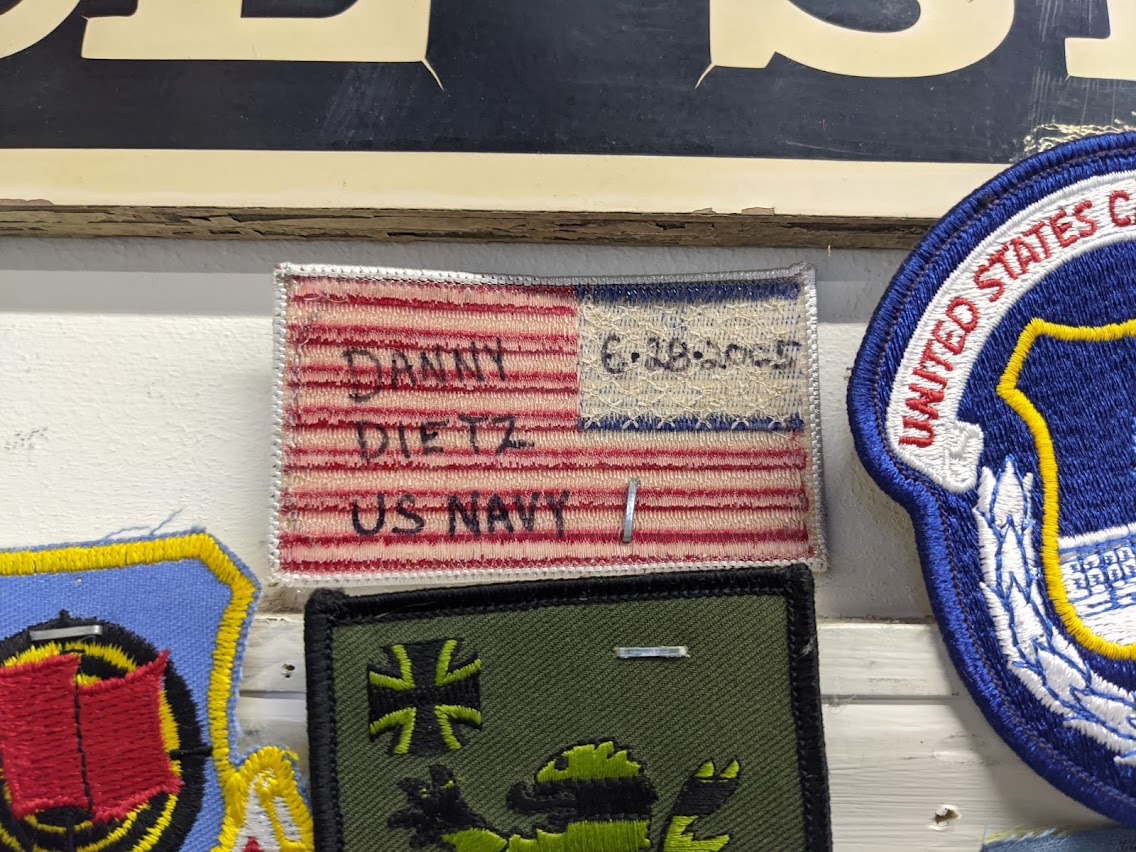 6.28.2005
DANNY
DIETZ
US NAVY
UNITED STATES